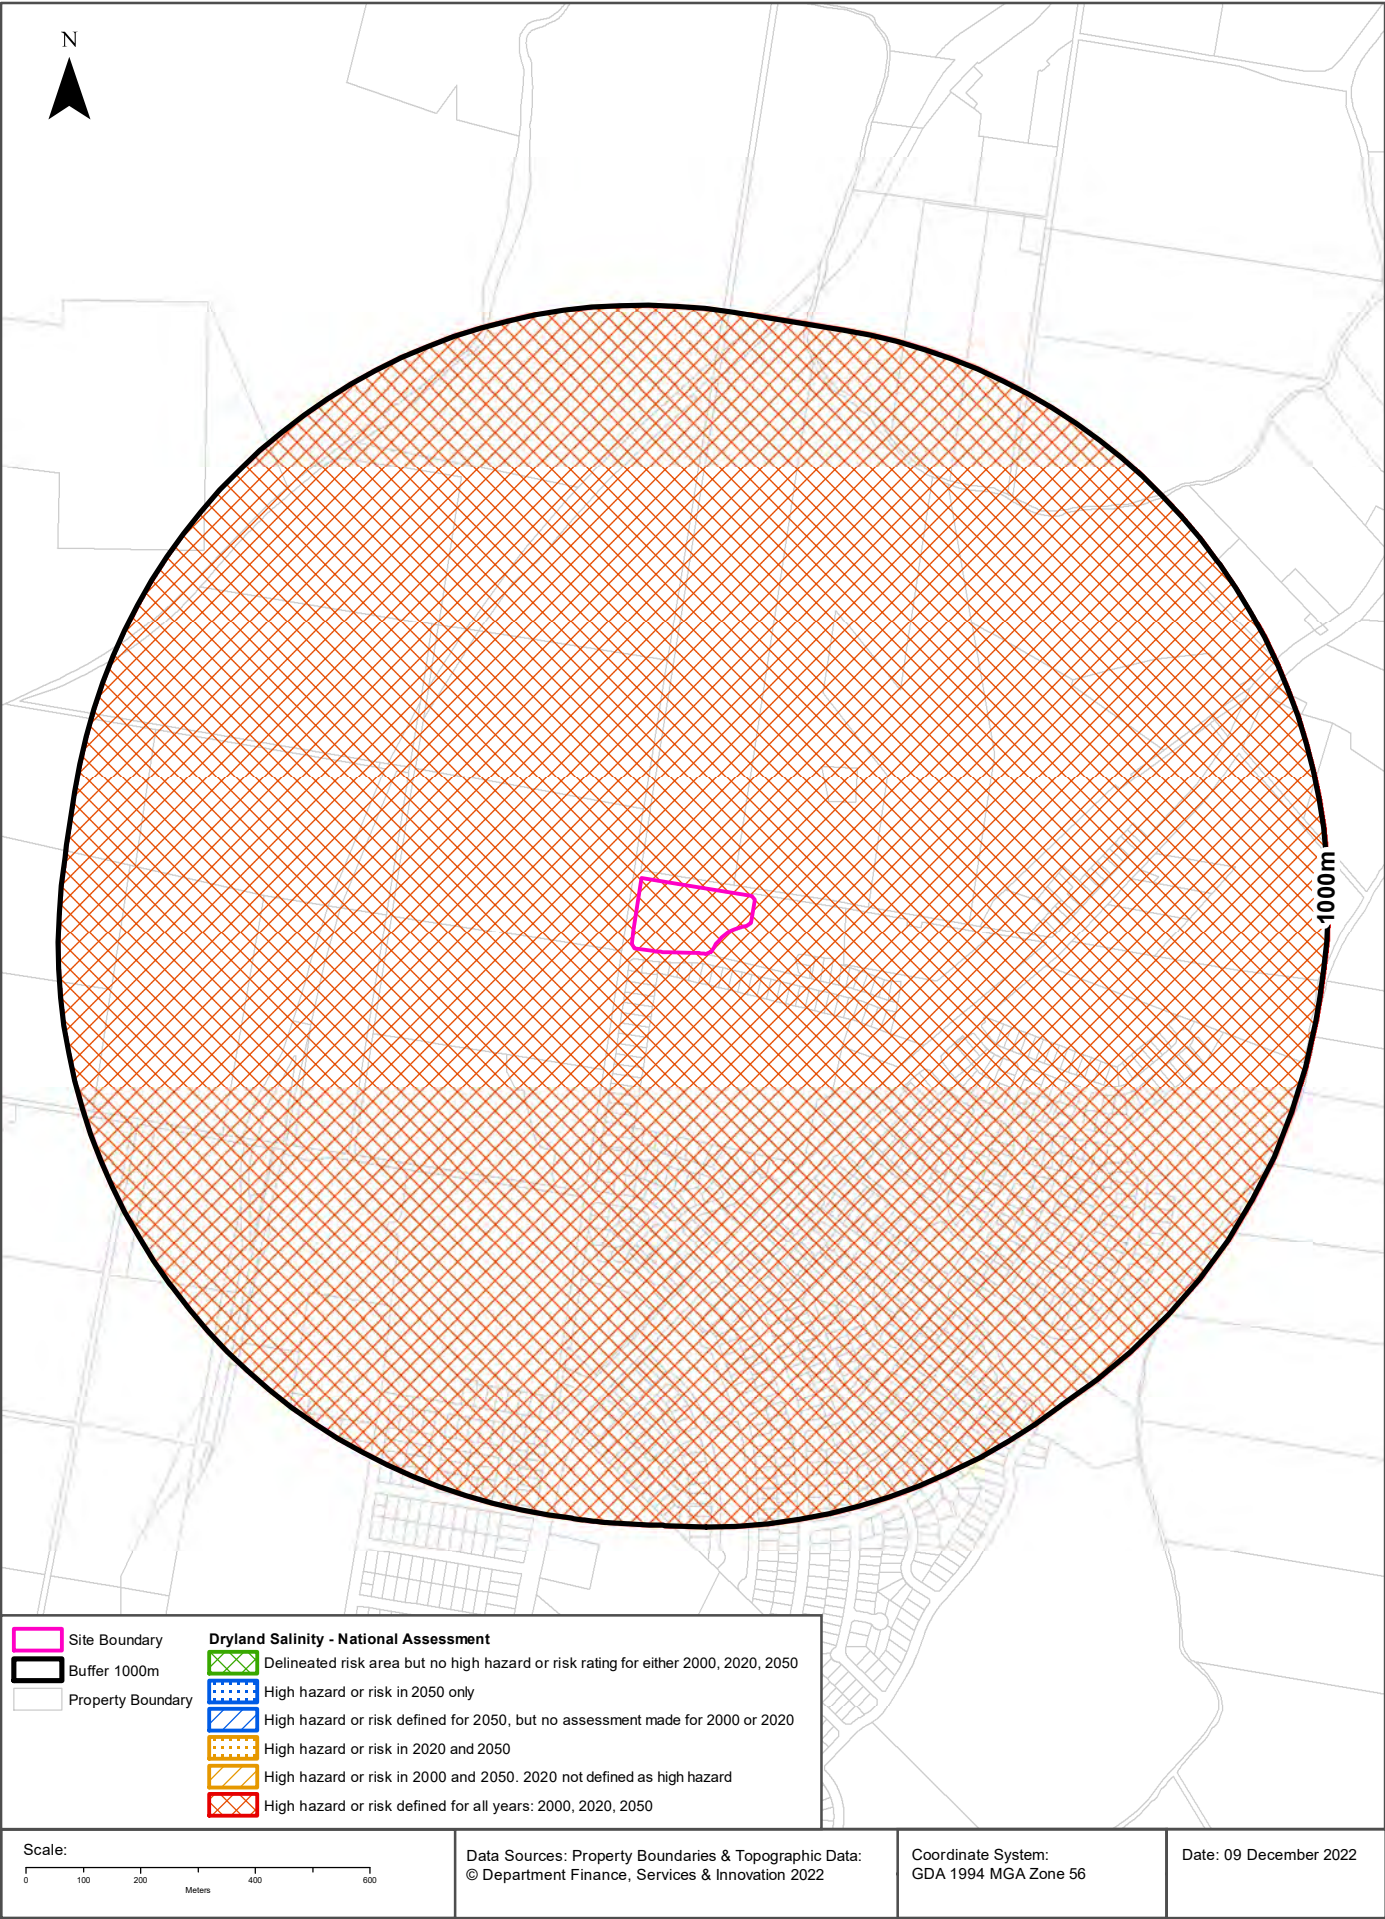 N
1000m
Site Boundary
Buffer 1000m
Property Boundary
Dryland Salinity - National Assessment
Delineated risk area but no high hazard or risk rating for either 2000, 2020, 2050
High hazard or risk in 2050 only
High hazard or risk defined for 2050, but no assessment made for 2000 or 2020
High hazard or risk in 2020 and 2050
High hazard or risk in 2000 and 2050. 2020 not defined as high hazard
High hazard or risk defined for all years: 2000, 2020, 2050
Scale:
0 100 200 400 600
Meters
Data Sources: Property Boundaries & Topographic Data:
© Department Finance, Services & Innovation 2022
Coordinate System:
GDA 1994 MGA Zone 56
Date: 09 December 2022